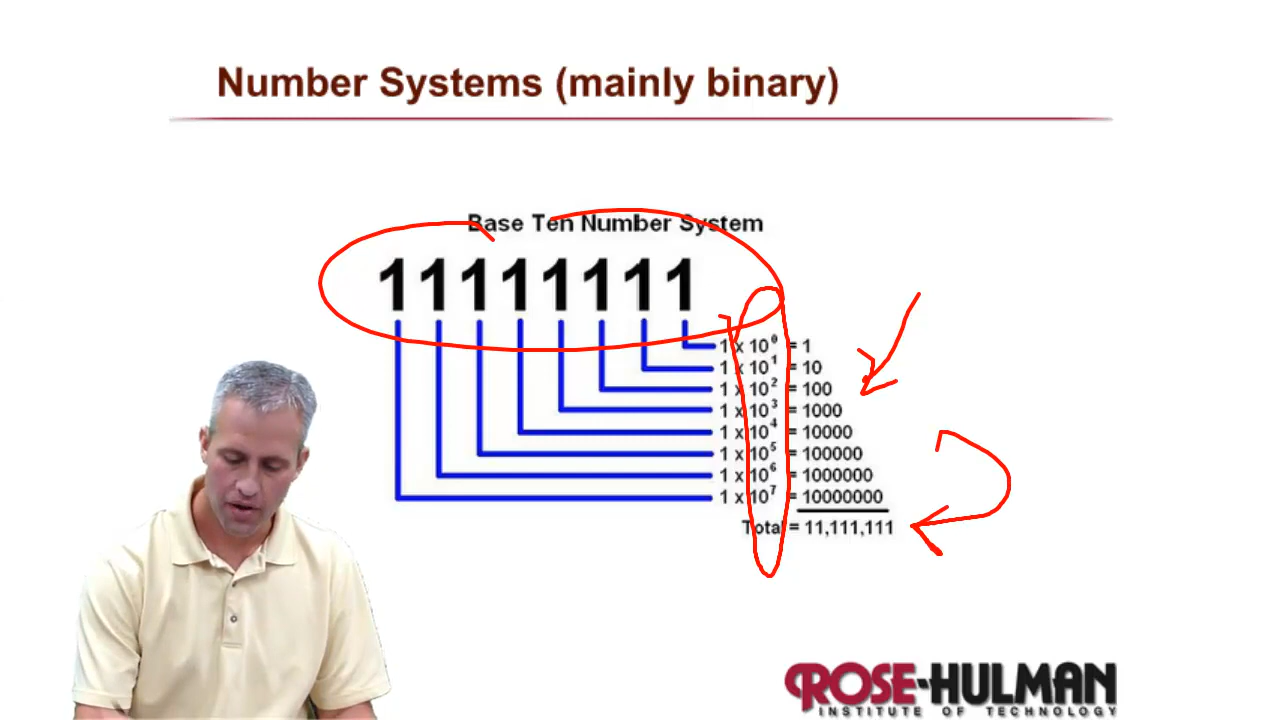 Number Systems (mainly binary)
Base Ten Number System
11111111
1 x 10⁰ = 1
1 x 10¹ = 10
1 x 10² = 100
1 x 10³ = 1000
1 x 10⁴ = 10000
1 x 10⁵ = 100000
1 x 10⁶ = 1000000
1 x 10⁷ = 10000000
Total = 11,111,111
ROSE-HULMAN
INSTITUTE OF TECHNOLOGY